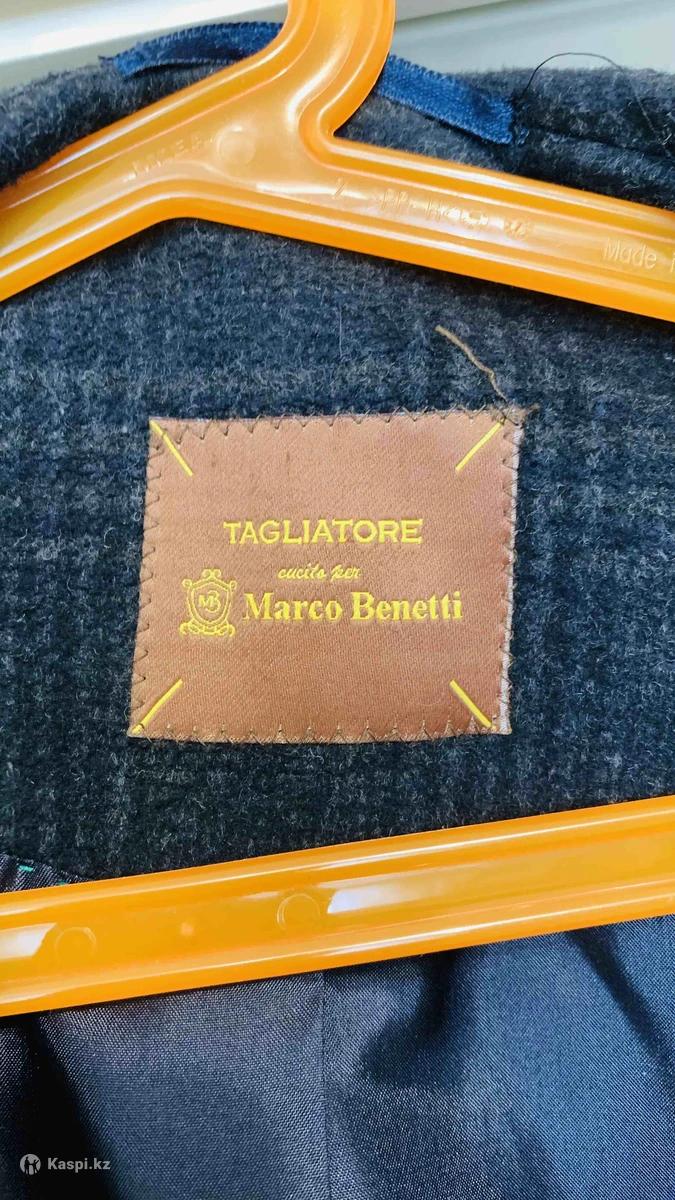 Made
TAGLIATORE
cucito per
MB Marco Benetti
Kaspi.kz